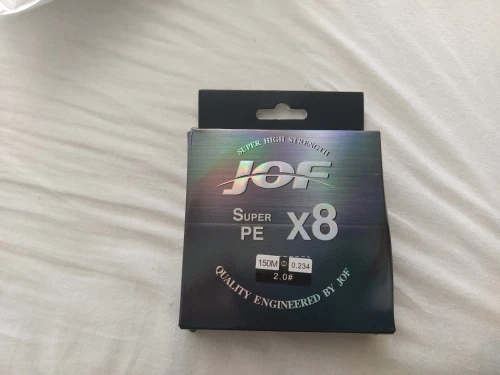 SUPER HIGH STRENGTH
JOF
SUPER
PE
X8
150M Φ 0.234
2.0#
QUALITY ENGINEERED BY JOF